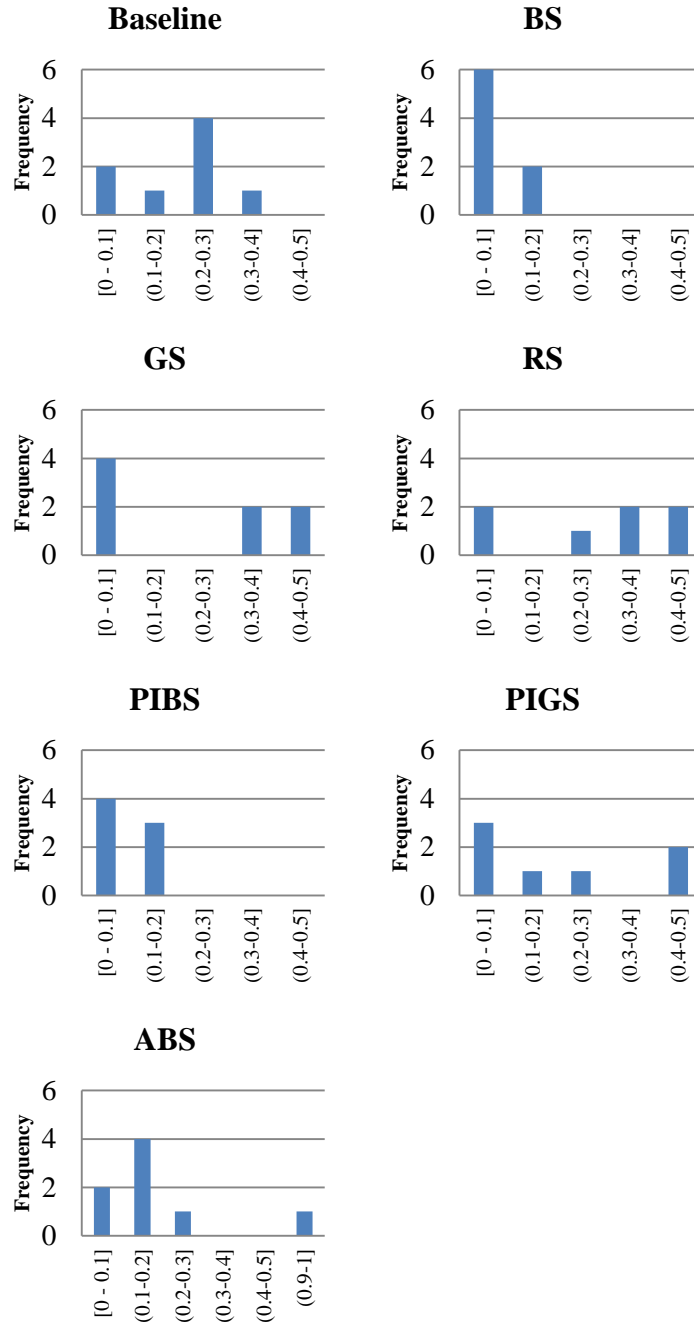 Baseline
Frequency
6
4
2
0
[0 - 0.1]
(0.1-0.2]
(0.2-0.3]
(0.3-0.4]
(0.4-0.5]
BS
Frequency
6
4
2
0
[0 - 0.1]
(0.1-0.2]
(0.2-0.3]
(0.3-0.4]
(0.4-0.5]
GS
Frequency
6
4
2
0
[0 - 0.1]
(0.1-0.2]
(0.2-0.3]
(0.3-0.4]
(0.4-0.5]
RS
Frequency
6
4
2
0
[0 - 0.1]
(0.1-0.2]
(0.2-0.3]
(0.3-0.4]
(0.4-0.5]
PIBS
Frequency
6
4
2
0
[0 - 0.1]
(0.1-0.2]
(0.2-0.3]
(0.3-0.4]
(0.4-0.5]
PIGS
Frequency
6
4
2
0
[0 - 0.1]
(0.1-0.2]
(0.2-0.3]
(0.3-0.4]
(0.4-0.5]
ABS
Frequency
6
4
2
0
[0 - 0.1]
(0.1-0.2]
(0.2-0.3]
(0.3-0.4]
(0.4-0.5]
(0.9-1]